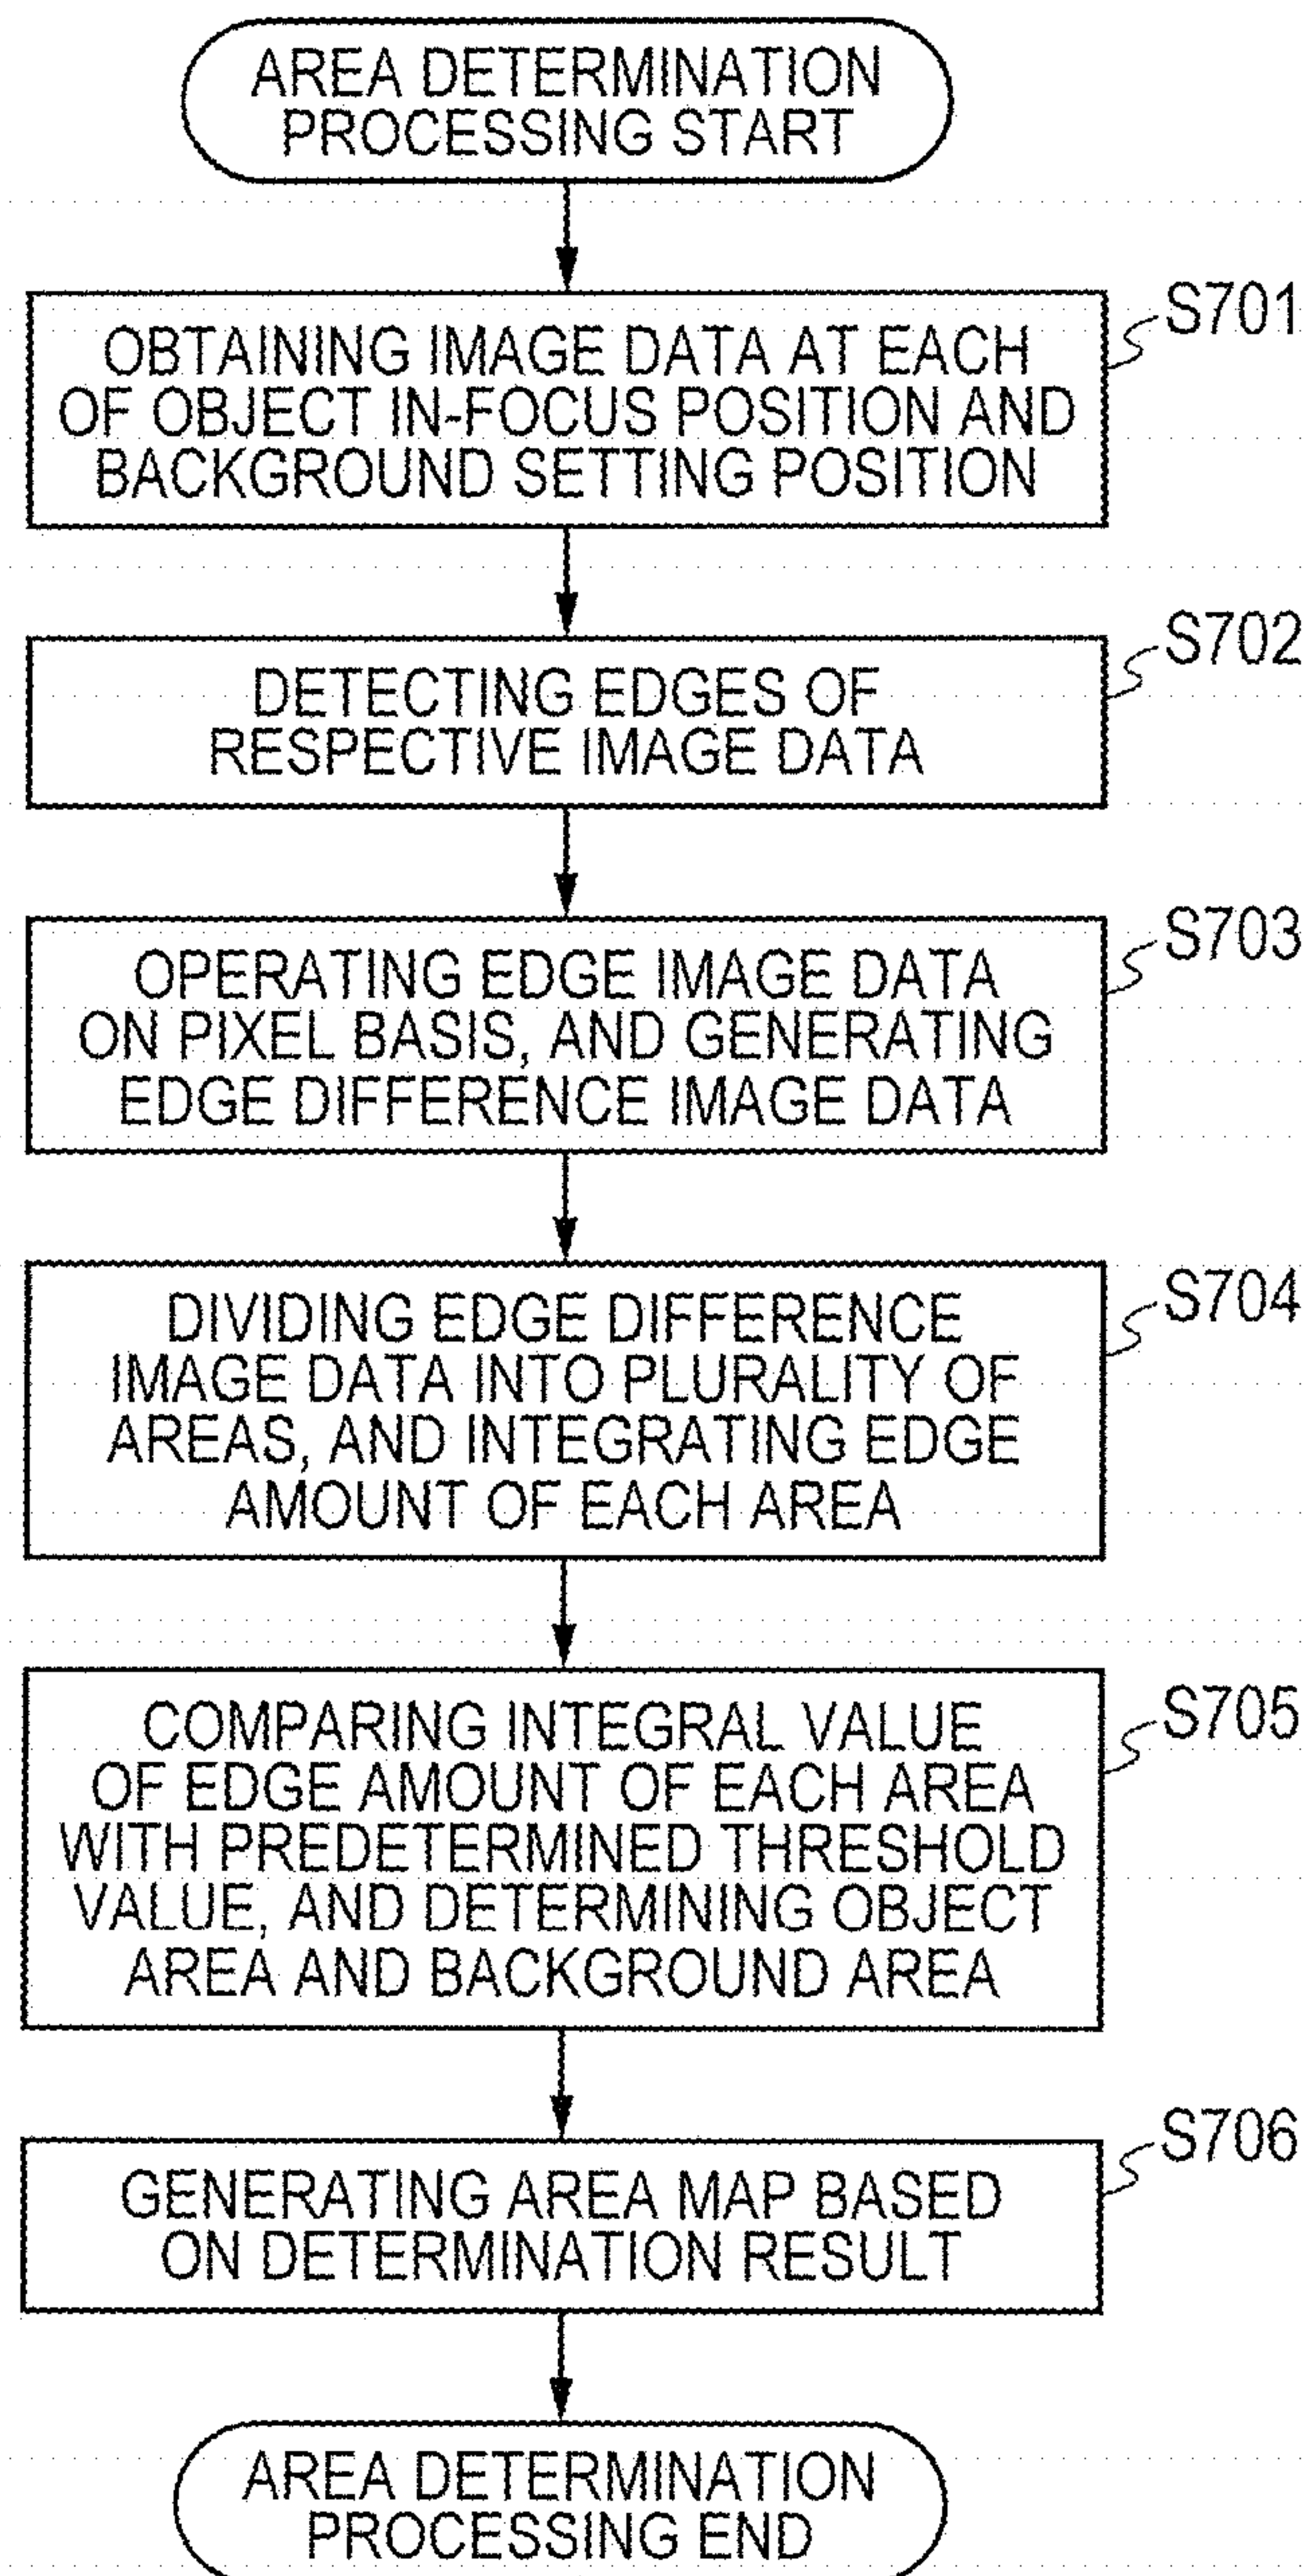 AREA DETERMINATION
PROCESSING START
S701
OBTAINING IMAGE DATA AT EACH
OF OBJECT IN-FOCUS POSITION AND
BACKGROUND SETTING POSITION
S702
DETECTING EDGES OF
RESPECTIVE IMAGE DATA
S703
OPERATING EDGE IMAGE DATA
ON PIXEL BASIS, AND GENERATING
EDGE DIFFERENCE IMAGE DATA
S704
DIVIDING EDGE DIFFERENCE
IMAGE DATA INTO PLURALITY OF
AREAS, AND INTEGRATING EDGE
AMOUNT OF EACH AREA
S705
COMPARING INTEGRAL VALUE
OF EDGE AMOUNT OF EACH AREA
WITH PREDETERMINED THRESHOLD
VALUE, AND DETERMINING OBJECT
AREA AND BACKGROUND AREA
S706
GENERATING AREA MAP BASED
ON DETERMINATION RESULT
AREA DETERMINATION
PROCESSING END